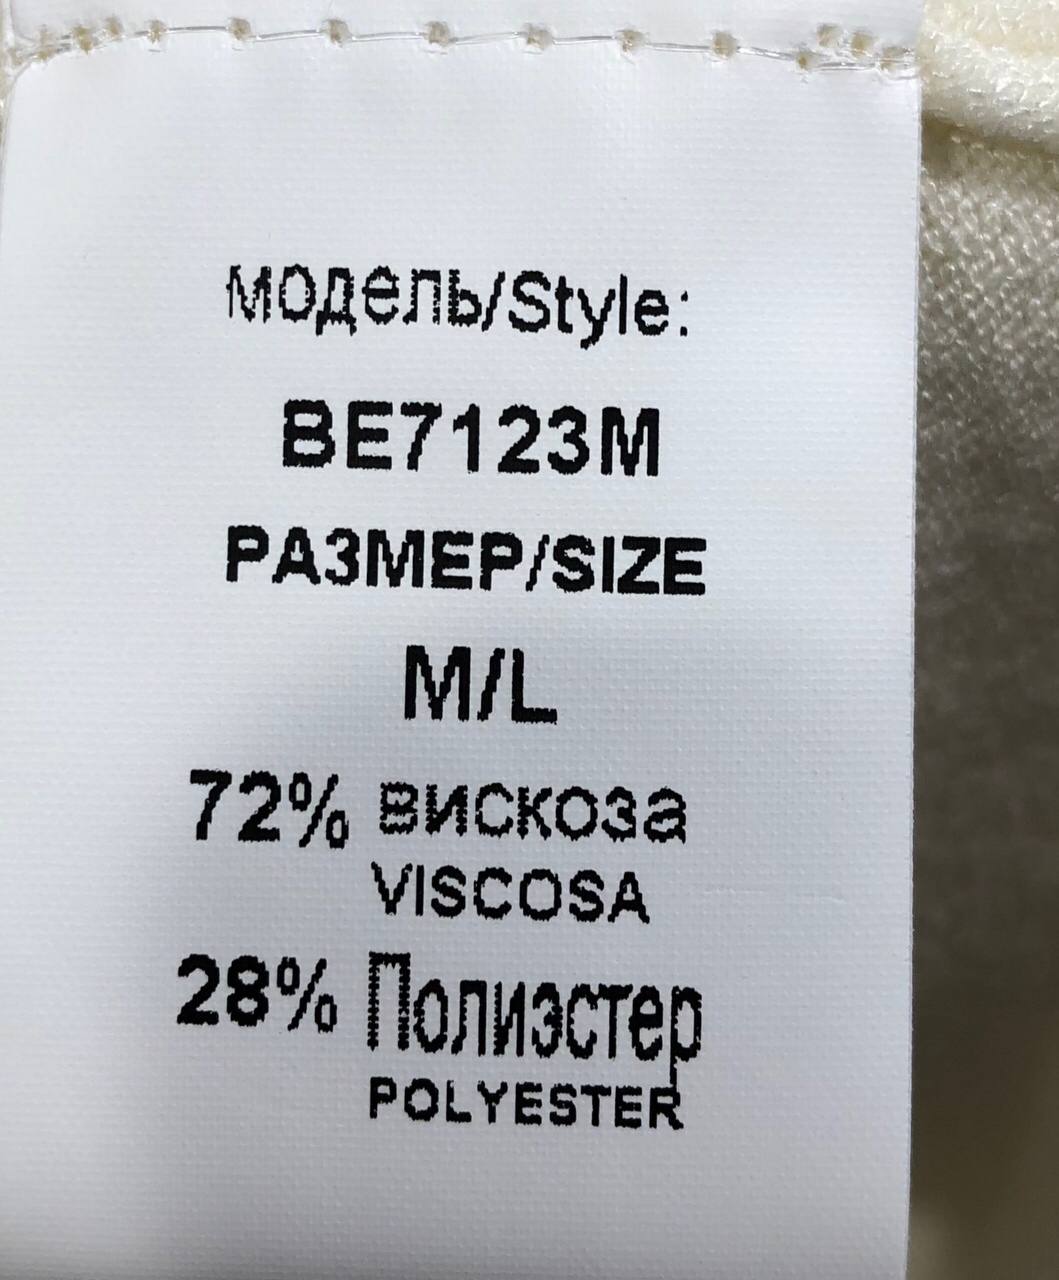 модель/Style:
BE7123M
РАЗМЕР/SIZE
M/L
72% вискоза
VISCOSA
28% Полиэстер
POLYESTER